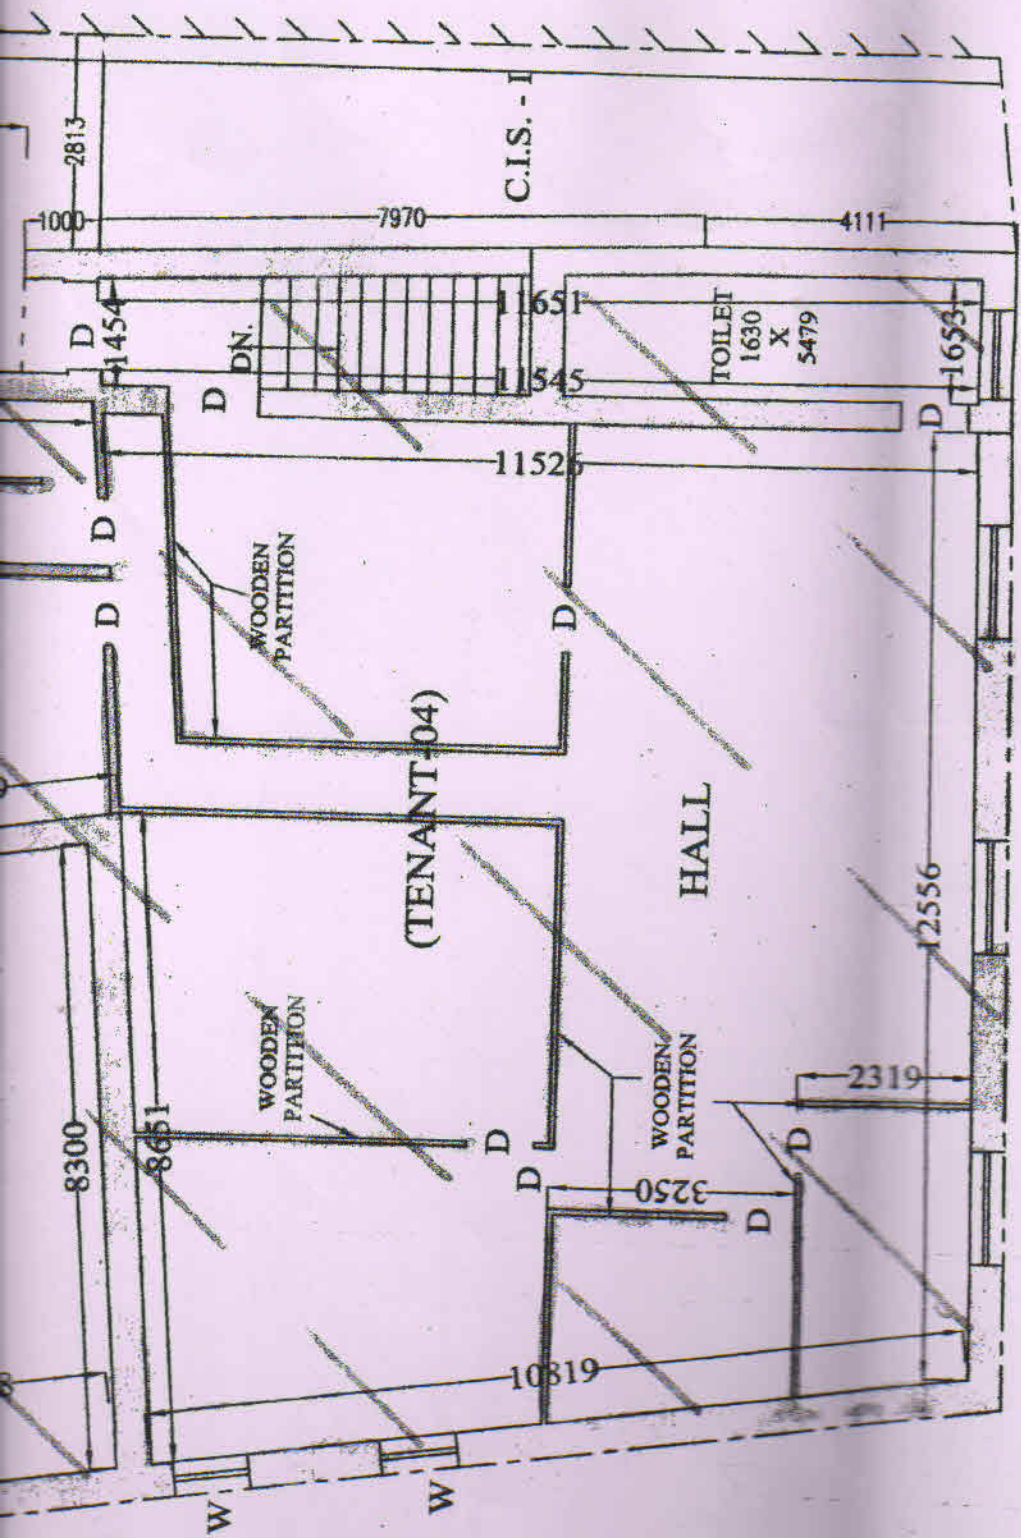 2813
C.I.S. - I
1000
7970
4111
D
1454
DN.
11651
11545
TOILET
1630
X
5479
1653
D
D
11526
D
D
D
WOODEN
PARTITION
(TENANT-04)
HALL
12556
WOODEN
PARTITION
WOODEN
PARTITION
2319
8300
8651
D
D
D
3250
D
10819
W
W